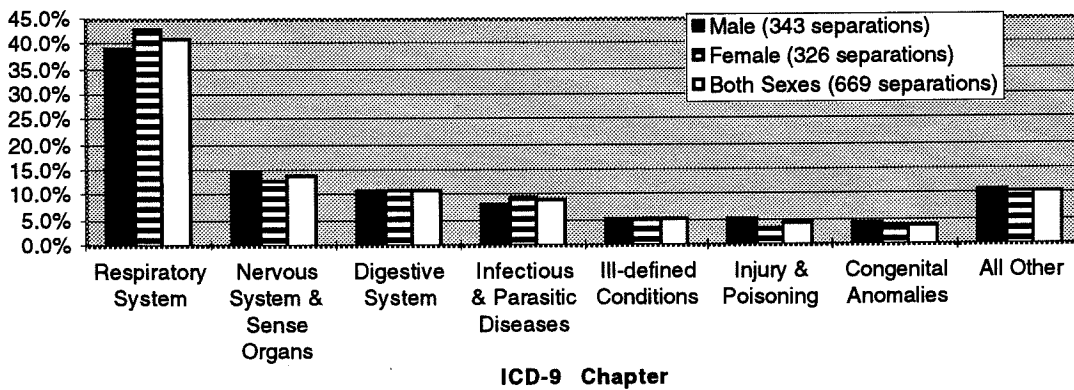 45.0%
40.0%
35.0%
30.0%
25.0%
20.0%
15.0%
10.0%
5.0%
0.0%
Male (343 separations)
Female (326 separations)
Both Sexes (669 separations)
Respiratory
System
Nervous
System &
Sense
Organs
Digestive
System
Infectious
& Parasitic
Diseases
Ill-defined
Conditions
Injury &
Poisoning
Congenital
Anomalies
All Other
ICD-9 Chapter